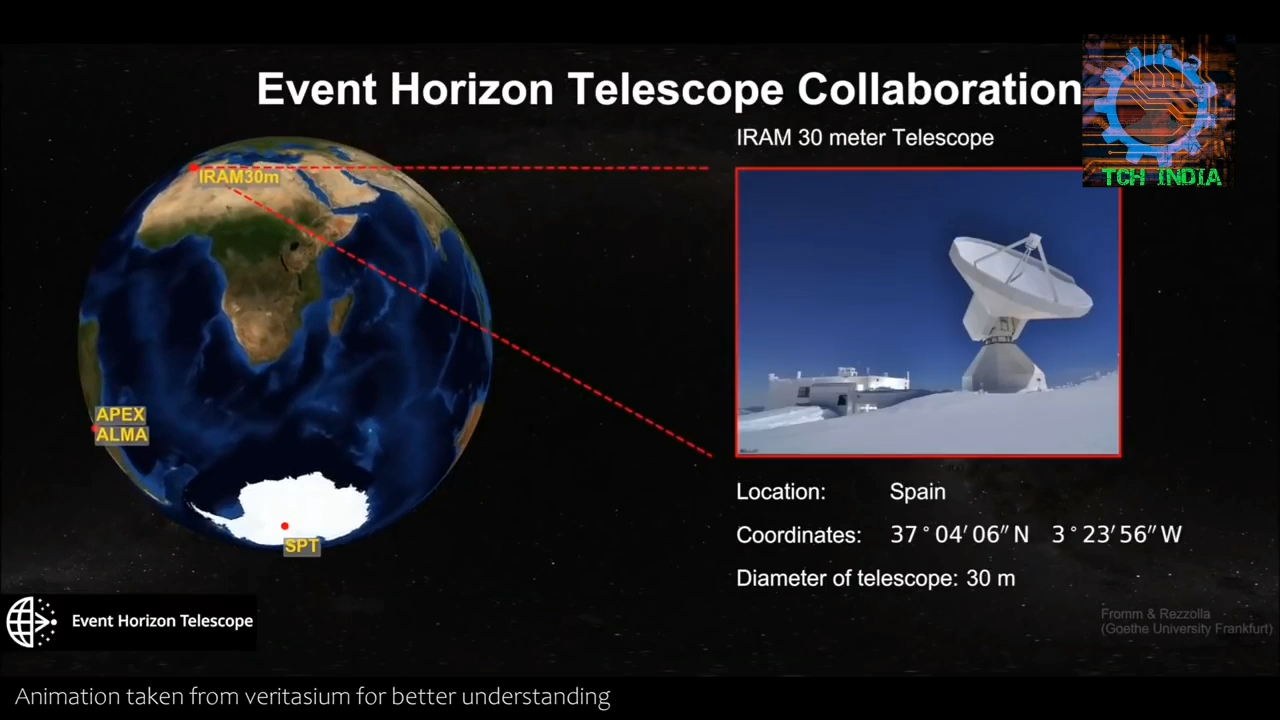 Event Horizon Telescope Collaboration
IRAM 30 meter Telescope
TCH INDIA
IRAM30m
APEX
ALMA
SPT
Location: Spain
Coordinates: 37°04′06″N 3°23′56″W
Diameter of telescope: 30 m
Fromm & Rezzolla
(Goethe University Frankfurt)
Event Horizon Telescope
Animation taken from veritasium for better understanding